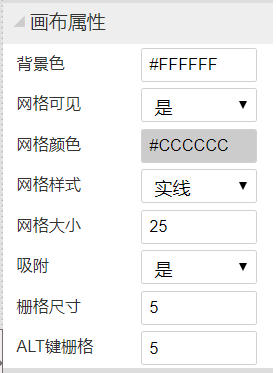 画布属性
背景色 #FFFFFF
网格可见 是
网格颜色 #CCCCCC
网格样式 实线
网格大小 25
吸附 是
栅格尺寸 5
ALT键栅格 5